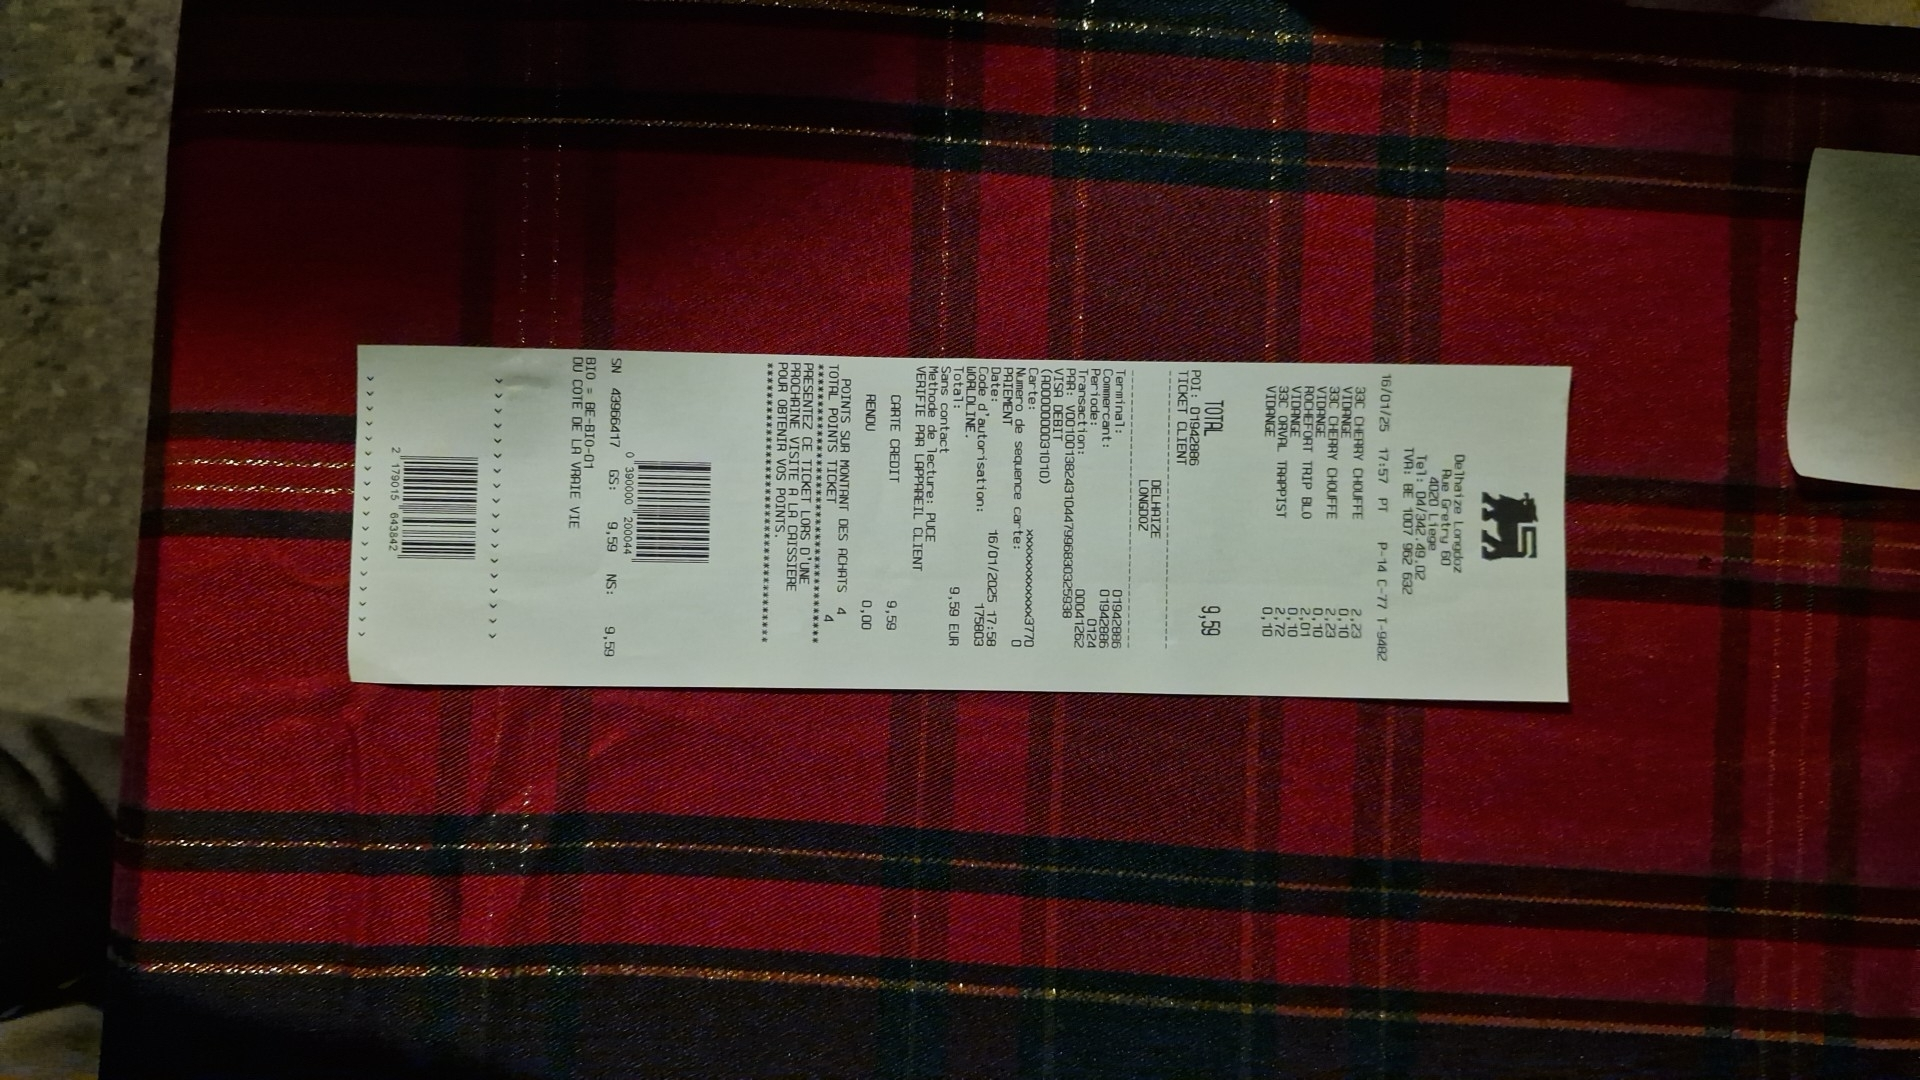 Delhaize Longdoz
Rue Gretry 60
4020 Liege
Tel: 04/342.49.02
TVA: BE 1007 962 632
16/01/25 17:57 PT P-14 C-77 T-9482
33C CHERRY CHOUFFE 2,23
VIDANGE 0,10
33C CHERRY CHOUFFE 2,23
VIDANGE 0,10
ROCHEFORT TRIP BLO 2,01
VIDANGE 0,10
33C ORVAL TRAPPIST 2,72
VIDANGE 0,10
TOTAL 9,59
POI: 01942886
TICKET CLIENT
DELHAIZE
LONGDOZ
Terminal: 01942886
Commercant: 01942886
Periode: 0124
Transaction: 00041262
VISA DEBIT
(A0000000031010)
Carte: xxxxxxxxxxxx3770
Numero de sequence carte: 0
PAIEMENT
Date: 16/01/2025 17:58
Code d'autorisation: 175803
WORLDLINE.
Total: 9,59 EUR
Sans contact
Methode de lecture: PUCE
VERIFIE PAR LAPPAREIL CLIENT
CARTE CREDIT 9,59
RENDU 0,00
POINTS SUR MONTANT DES ACHATS 4
TOTAL POINTS TICKET 4
PRESENTEZ CE TICKET LORS D'UNE
PROCHAINE VISITE A LA CAISSIERE
POUR OBTENIR VOS POINTS.
0 390000 200044
SN 43966417 GS: 9,59 NS: 9,59
BIO = BE-BIO-01
DU COTE DE LA VRAIE VIE
2 179015 643842